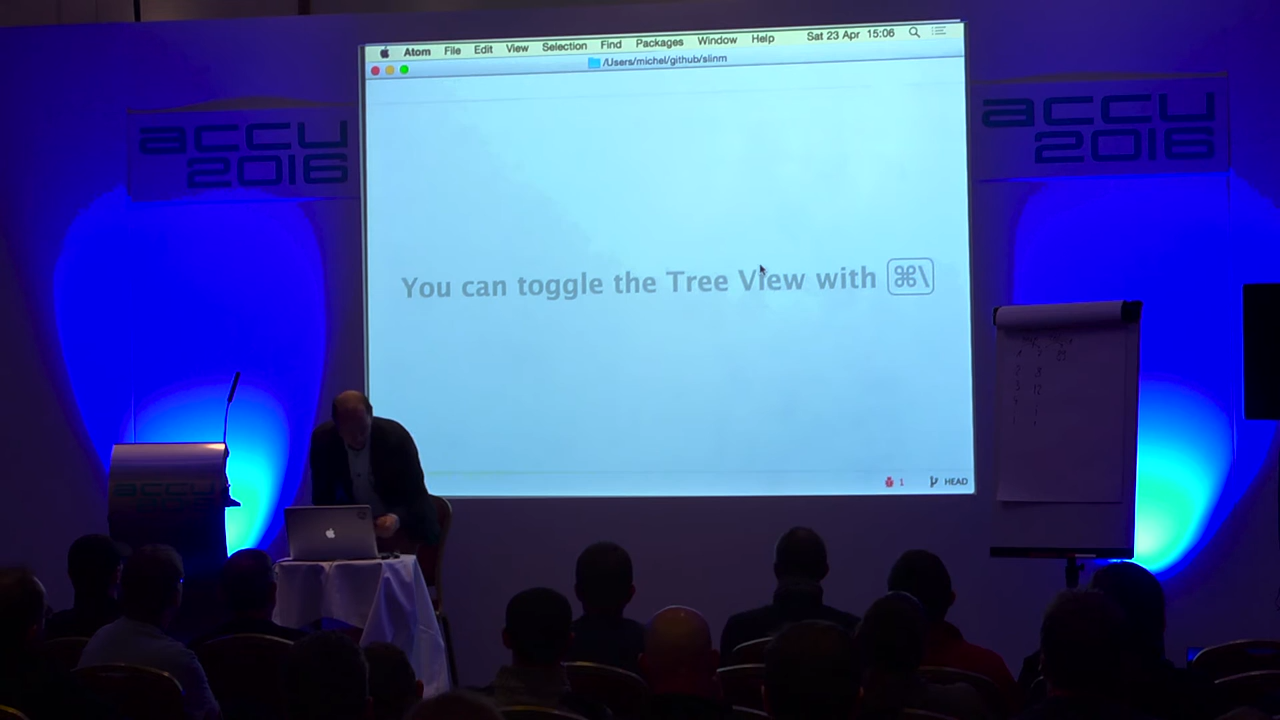 Atom File Edit View Selection Find Packages Window Help Sat 23 Apr 15:06
/Users/michel/github/slinm
accu
2016
accu
2016
You can toggle the Tree View with ⌘\
1 HEAD
accu